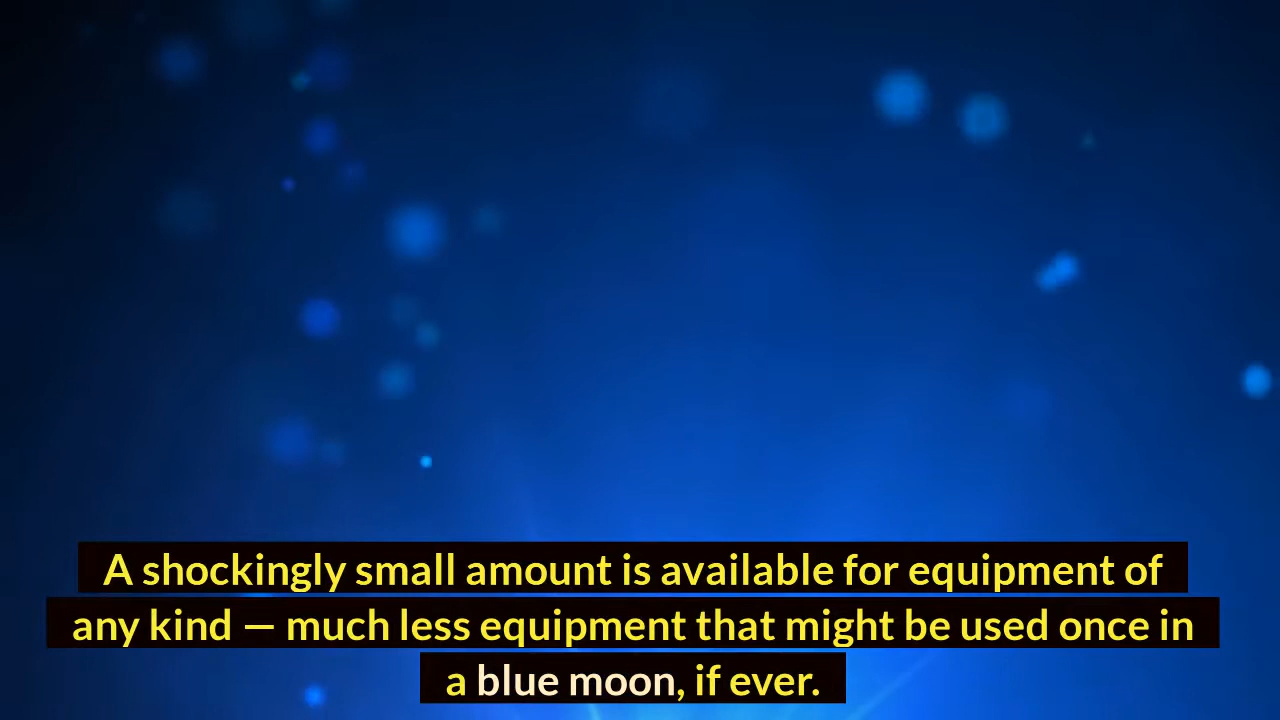 A shockingly small amount is available for equipment of
any kind — much less equipment that might be used once in
a blue moon, if ever.